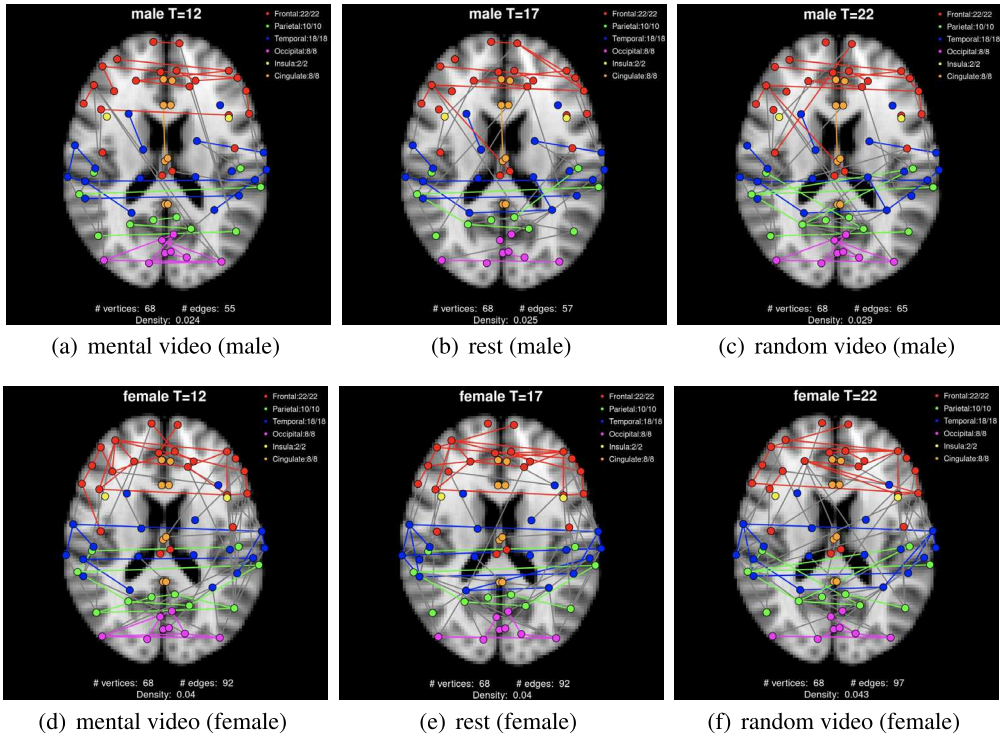 male T=12
Frontal:22/22
Parietal:10/10
Temporal:18/18
Occipital:8/8
Insula:2/2
Cingulate:8/8
# vertices: 68 # edges: 55
Density: 0.024
(a) mental video (male)
male T=17
Frontal:22/22
Parietal:10/10
Temporal:18/18
Occipital:8/8
Insula:2/2
Cingulate:8/8
# vertices: 68 # edges: 57
Density: 0.025
(b) rest (male)
male T=22
Frontal:22/22
Parietal:10/10
Temporal:18/18
Occipital:8/8
Insula:2/2
Cingulate:8/8
# vertices: 68 # edges: 65
Density: 0.029
(c) random video (male)
female T=12
Frontal:22/22
Parietal:10/10
Temporal:18/18
Occipital:8/8
Insula:2/2
Cingulate:8/8
# vertices: 68 # edges: 92
Density: 0.04
(d) mental video (female)
female T=17
Frontal:22/22
Parietal:10/10
Temporal:18/18
Occipital:8/8
Insula:2/2
Cingulate:8/8
# vertices: 68 # edges: 92
Density: 0.04
(e) rest (female)
female T=22
Frontal:22/22
Parietal:10/10
Temporal:18/18
Occipital:8/8
Insula:2/2
Cingulate:8/8
# vertices: 68 # edges: 97
Density: 0.043
(f) random video (female)